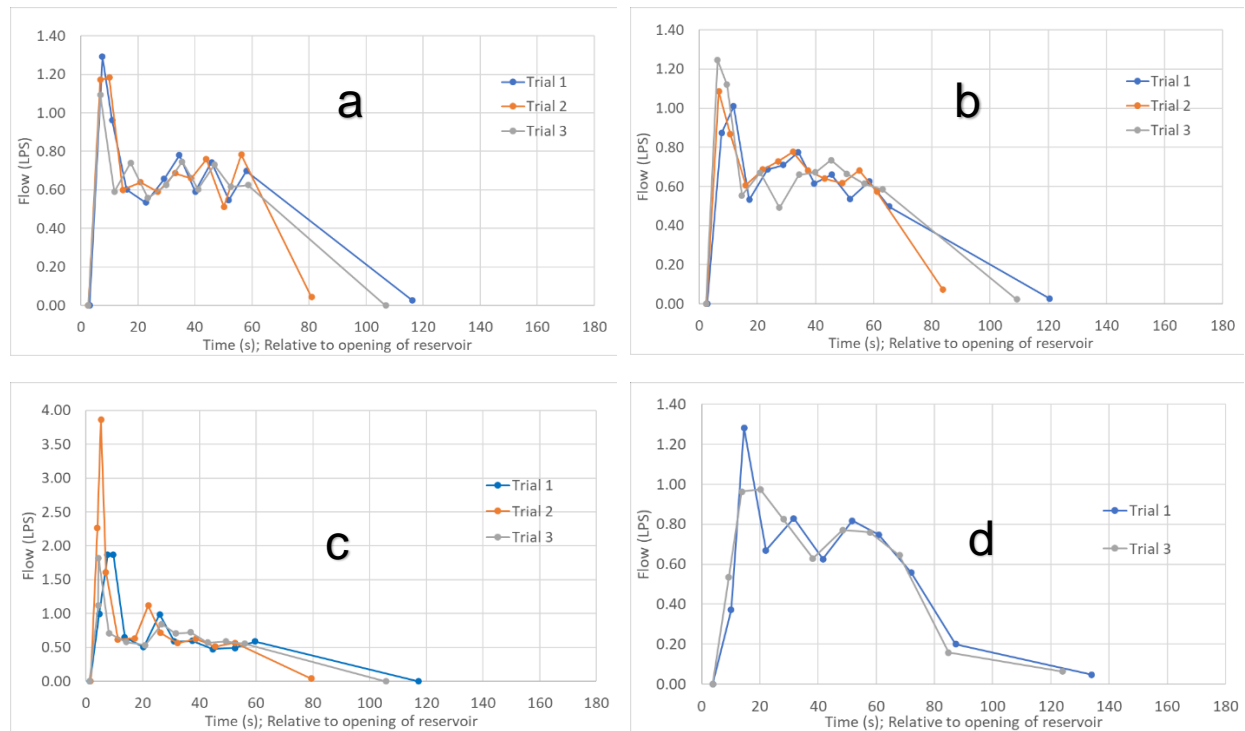 1.40
1.20
1.00
0.80
0.60
0.40
0.20
0.00
Flow (LPS)
0 20 40 60 80 100 120 140 160 180
Time (s); Relative to opening of reservoir
Trial 1
Trial 2
Trial 3
a
1.40
1.20
1.00
0.80
0.60
0.40
0.20
0.00
Flow (LPS)
0 20 40 60 80 100 120 140 160 180
Time (s); Relative to opening of reservoir
Trial 1
Trial 2
Trial 3
b
4.00
3.50
3.00
2.50
2.00
1.50
1.00
0.50
0.00
Flow (LPS)
0 20 40 60 80 100 120 140 160 180
Time (s); Relative to opening of reservoir
Trial 1
Trial 2
Trial 3
c
1.40
1.20
1.00
0.80
0.60
0.40
0.20
0.00
Flow (LPS)
0 20 40 60 80 100 120 140 160 180
Time (s); Relative to opening of reservoir
Trial 1
Trial 3
d